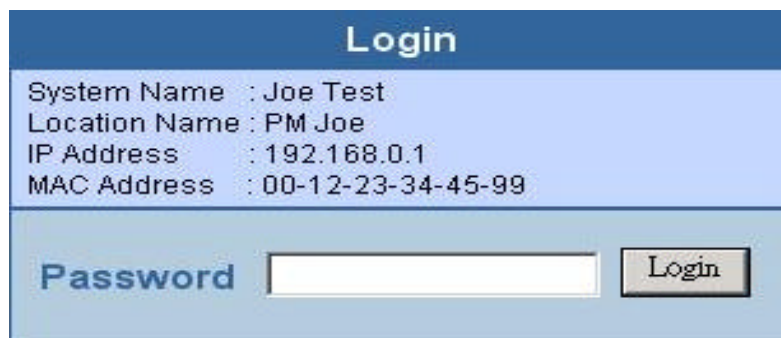 Login
System Name : Joe Test
Location Name : PM Joe
IP Address : 192.168.0.1
MAC Address : 00-12-23-34-45-99
Password Login